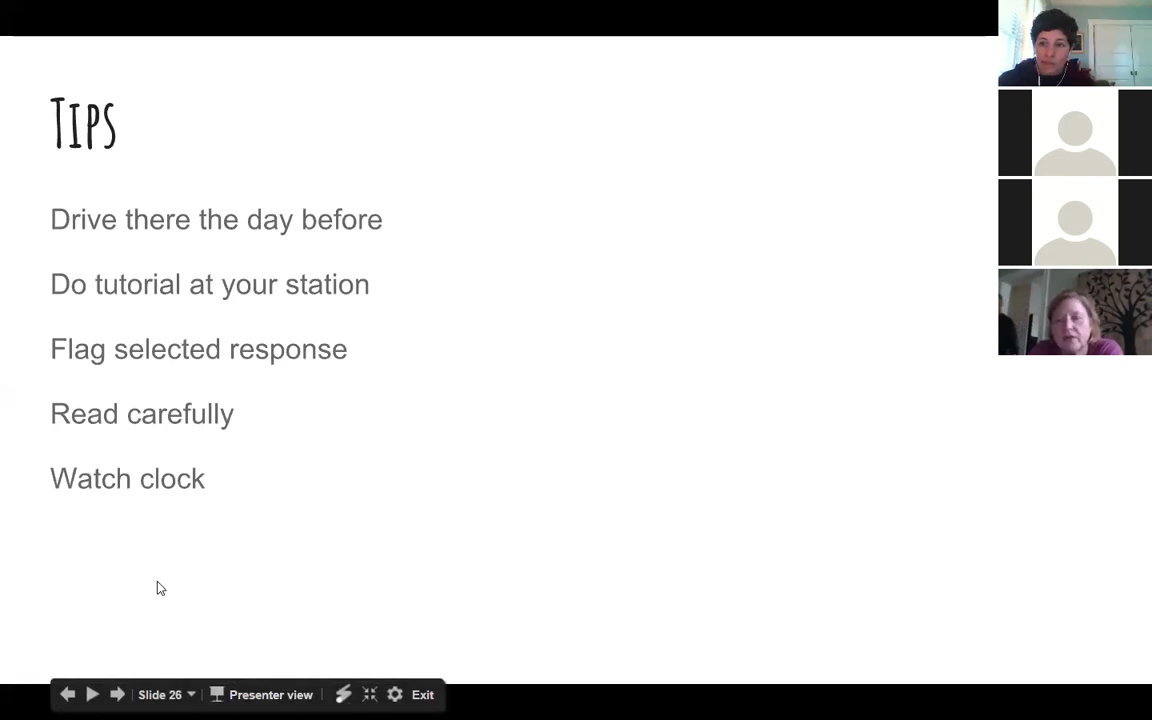 Tips
Drive there the day before
Do tutorial at your station
Flag selected response
Read carefully
Watch clock
Slide 26
Presenter view
Exit